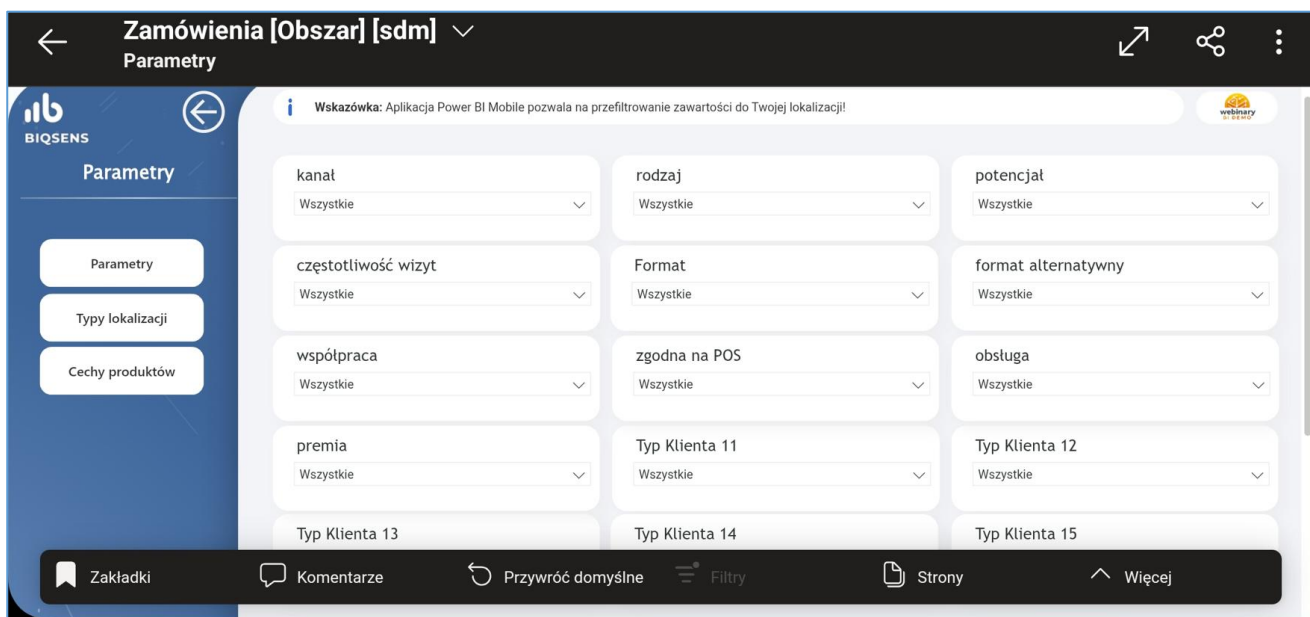 Zamówienia [Obszar] [sdm]
Parametry
BIQSENS
Wskazówka: Aplikacja Power BI Mobile pozwala na przefiltrowanie zawartości do Twojej lokalizacji!
webinary
BI DEMO
Parametry
Parametry
Typy lokalizacji
Cechy produktów
kanał
Wszystkie
rodzaj
Wszystkie
potencjał
Wszystkie
częstotliwość wizyt
Wszystkie
Format
Wszystkie
format alternatywny
Wszystkie
współpraca
Wszystkie
zgodna na POS
Wszystkie
obsługa
Wszystkie
premia
Wszystkie
Typ Klienta 11
Wszystkie
Typ Klienta 12
Wszystkie
Typ Klienta 13
Typ Klienta 14
Typ Klienta 15
Zakładki
Komentarze
Przywróć domyślne
Filtry
Strony
Więcej